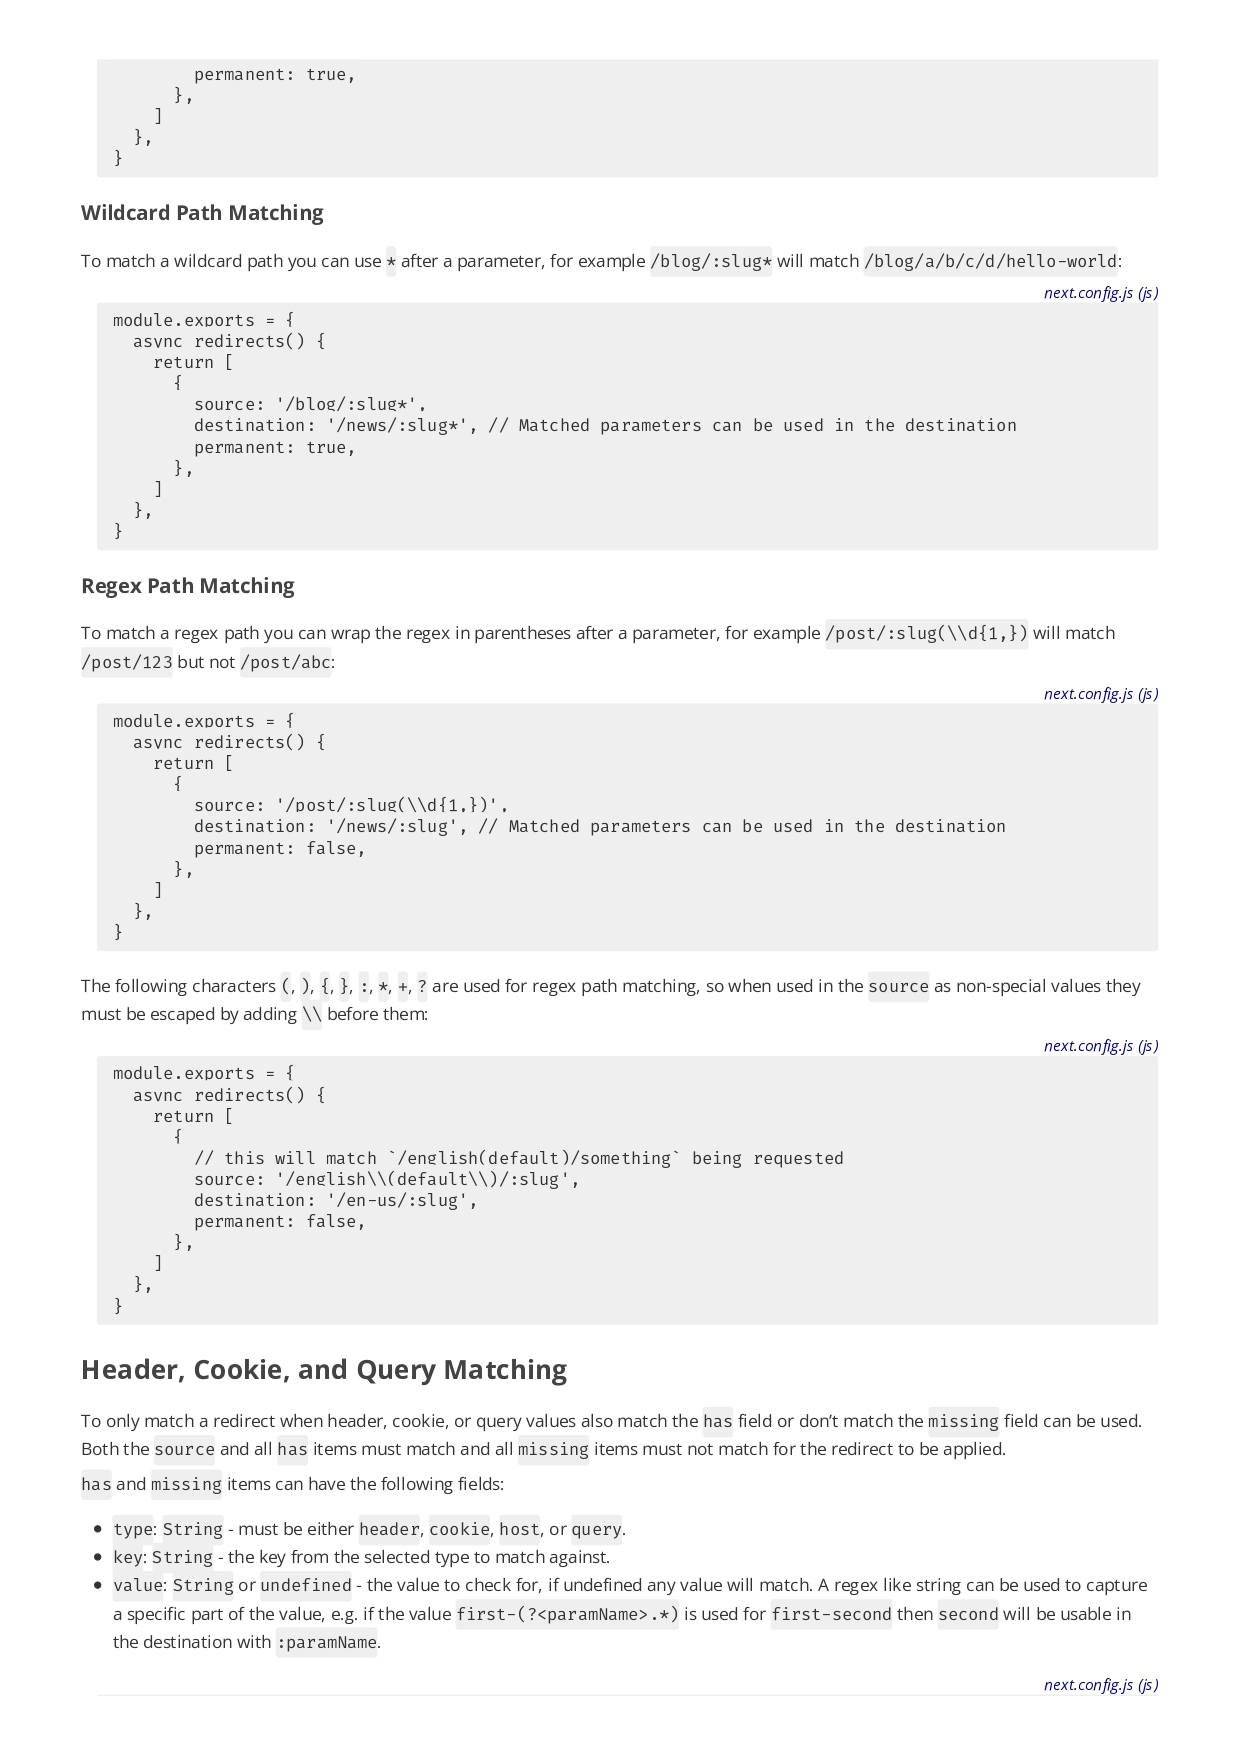 permanent: true,
      },
    ]
  },
}
Wildcard Path Matching
To match a wildcard path you can use * after a parameter, for example /blog/:slug* will match /blog/a/b/c/d/hello-world:
next.config.js (js)
module.exports = {
  async redirects() {
    return [
      {
        source: '/blog/:slug*',
        destination: '/news/:slug*', // Matched parameters can be used in the destination
        permanent: true,
      },
    ]
  },
}
Regex Path Matching
To match a regex path you can wrap the regex in parentheses after a parameter, for example /post/:slug(\\d{1,}) will match
/post/123 but not /post/abc:
next.config.js (js)
module.exports = {
  async redirects() {
    return [
      {
        source: '/post/:slug(\\d{1,})',
        destination: '/news/:slug', // Matched parameters can be used in the destination
        permanent: false,
      },
    ]
  },
}
The following characters (, ), {, }, :, *, +, ? are used for regex path matching, so when used in the source as non-special values they
must be escaped by adding \\ before them:
next.config.js (js)
module.exports = {
  async redirects() {
    return [
      {
        // this will match `/english(default)/something` being requested
        source: '/english\\(default\\)/:slug',
        destination: '/en-us/:slug',
        permanent: false,
      },
    ]
  },
}
Header, Cookie, and Query Matching
To only match a redirect when header, cookie, or query values also match the has field or don’t match the missing field can be used.
Both the source and all has items must match and all missing items must not match for the redirect to be applied.
has and missing items can have the following fields:
• type: String - must be either header, cookie, host, or query.
• key: String - the key from the selected type to match against.
• value: String or undefined - the value to check for, if undefined any value will match. A regex like string can be used to capture
a specific part of the value, e.g. if the value first-(?<paramName>.*) is used for first-second then second will be usable in
the destination with :paramName.
next.config.js (js)